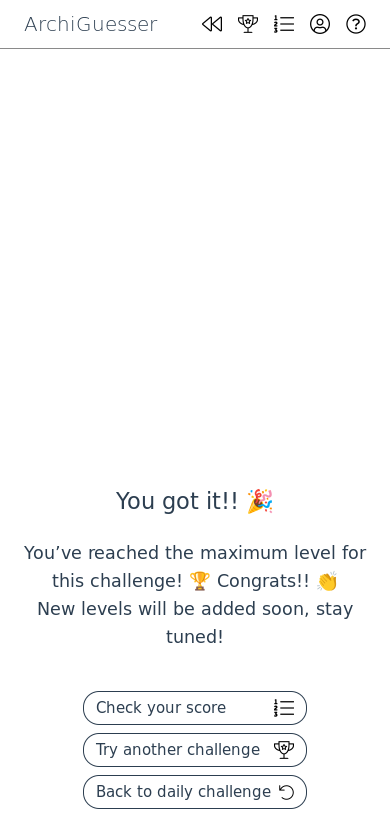 ArchiGuesser
You got it!! 🎉
You’ve reached the maximum level for
this challenge! 🏆 Congrats!! 👏
New levels will be added soon, stay
tuned!
Check your score
Try another challenge
Back to daily challenge